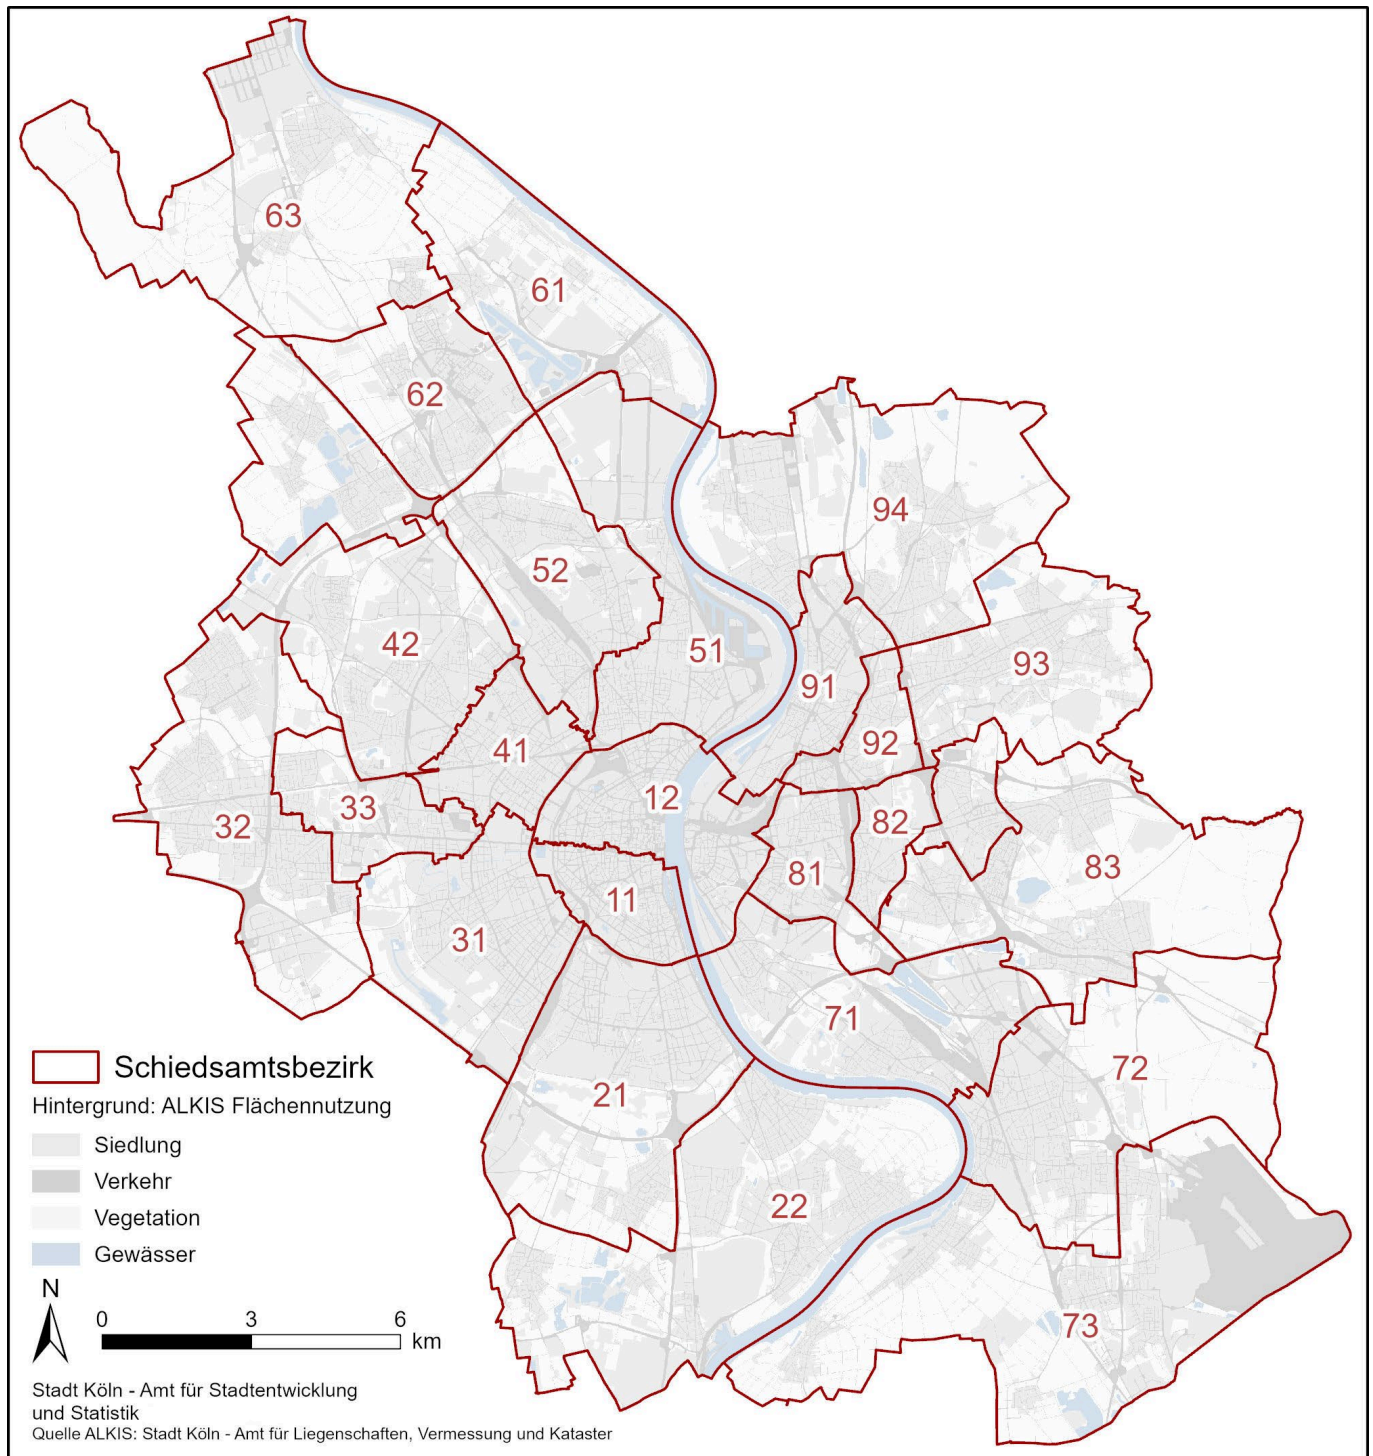 63
61
62
94
52
42
51
93
91
92
41
12
33
32
82
81
83
11
31
71
72
21
22
73
Schiedsamtsbezirk
Hintergrund: ALKIS Flächennutzung
Siedlung
Verkehr
Vegetation
Gewässer
N
0 3 6
km
Stadt Köln - Amt für Stadtentwicklung
und Statistik
Quelle ALKIS: Stadt Köln - Amt für Liegenschaften, Vermessung und Kataster